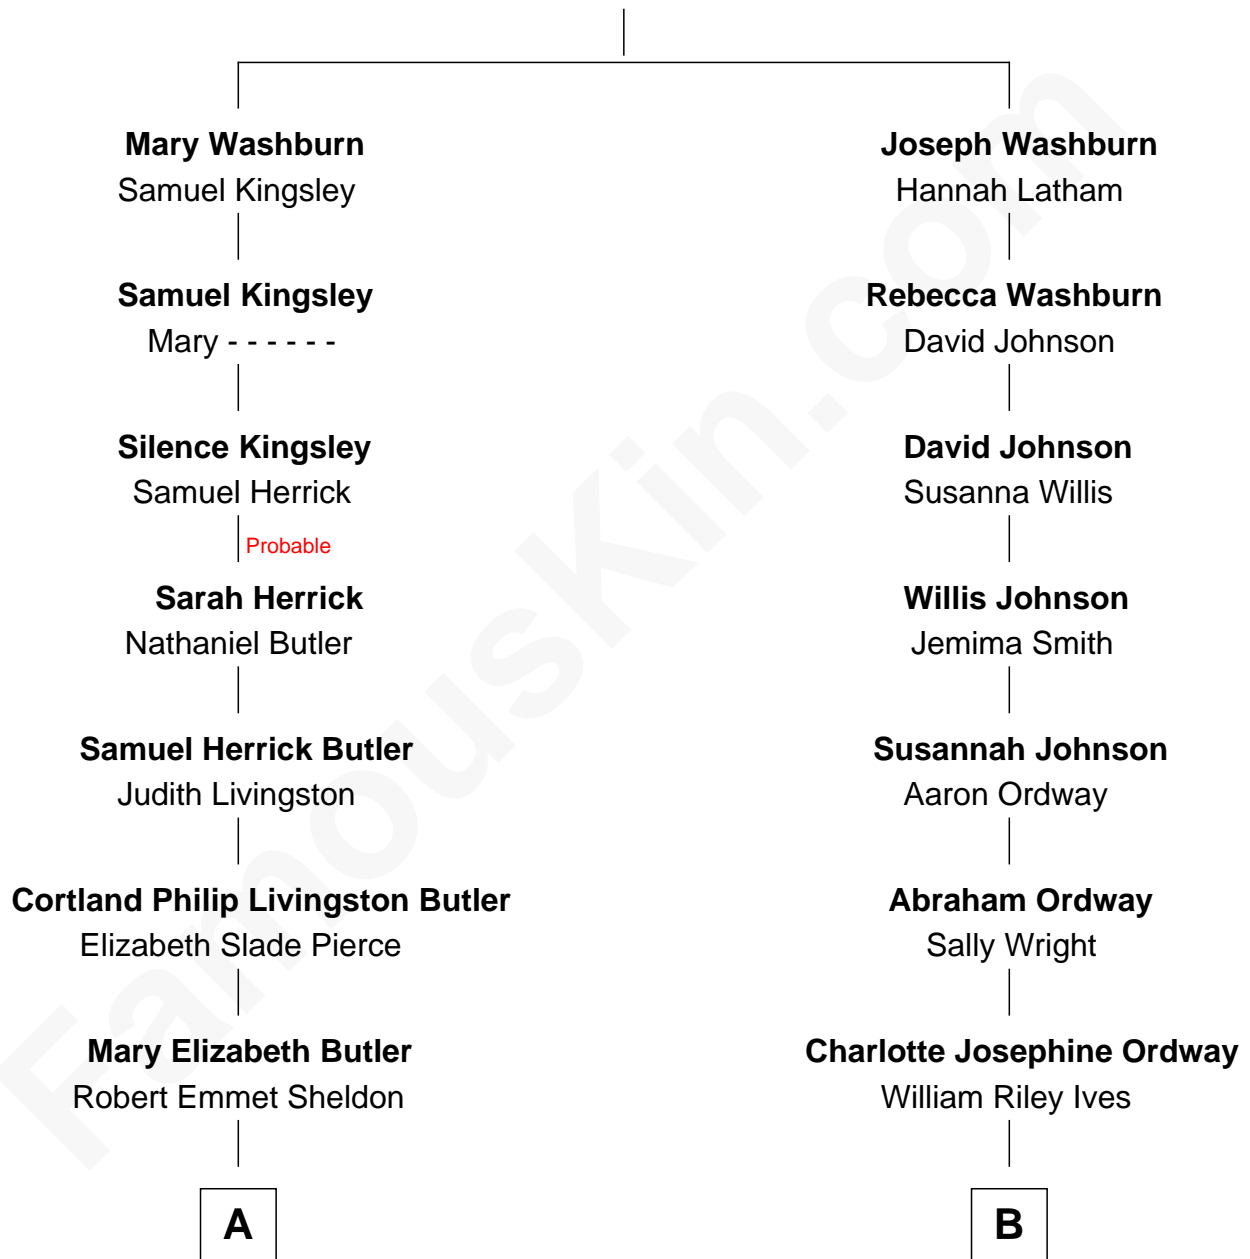 Mary Washburn
Samuel Kingsley
Samuel Kingsley
Mary - - - - - -
Silence Kingsley
Samuel Herrick
Probable
Sarah Herrick
Nathaniel Butler
Samuel Herrick Butler
Judith Livingston
Cortland Philip Livingston Butler
Elizabeth Slade Pierce
Mary Elizabeth Butler
Robert Emmet Sheldon
A
Joseph Washburn
Hannah Latham
Rebecca Washburn
David Johnson
David Johnson
Susanna Willis
Willis Johnson
Jemima Smith
Susannah Johnson
Aaron Ordway
Abraham Ordway
Sally Wright
Charlotte Josephine Ordway
William Riley Ives
B
FamousKin.com